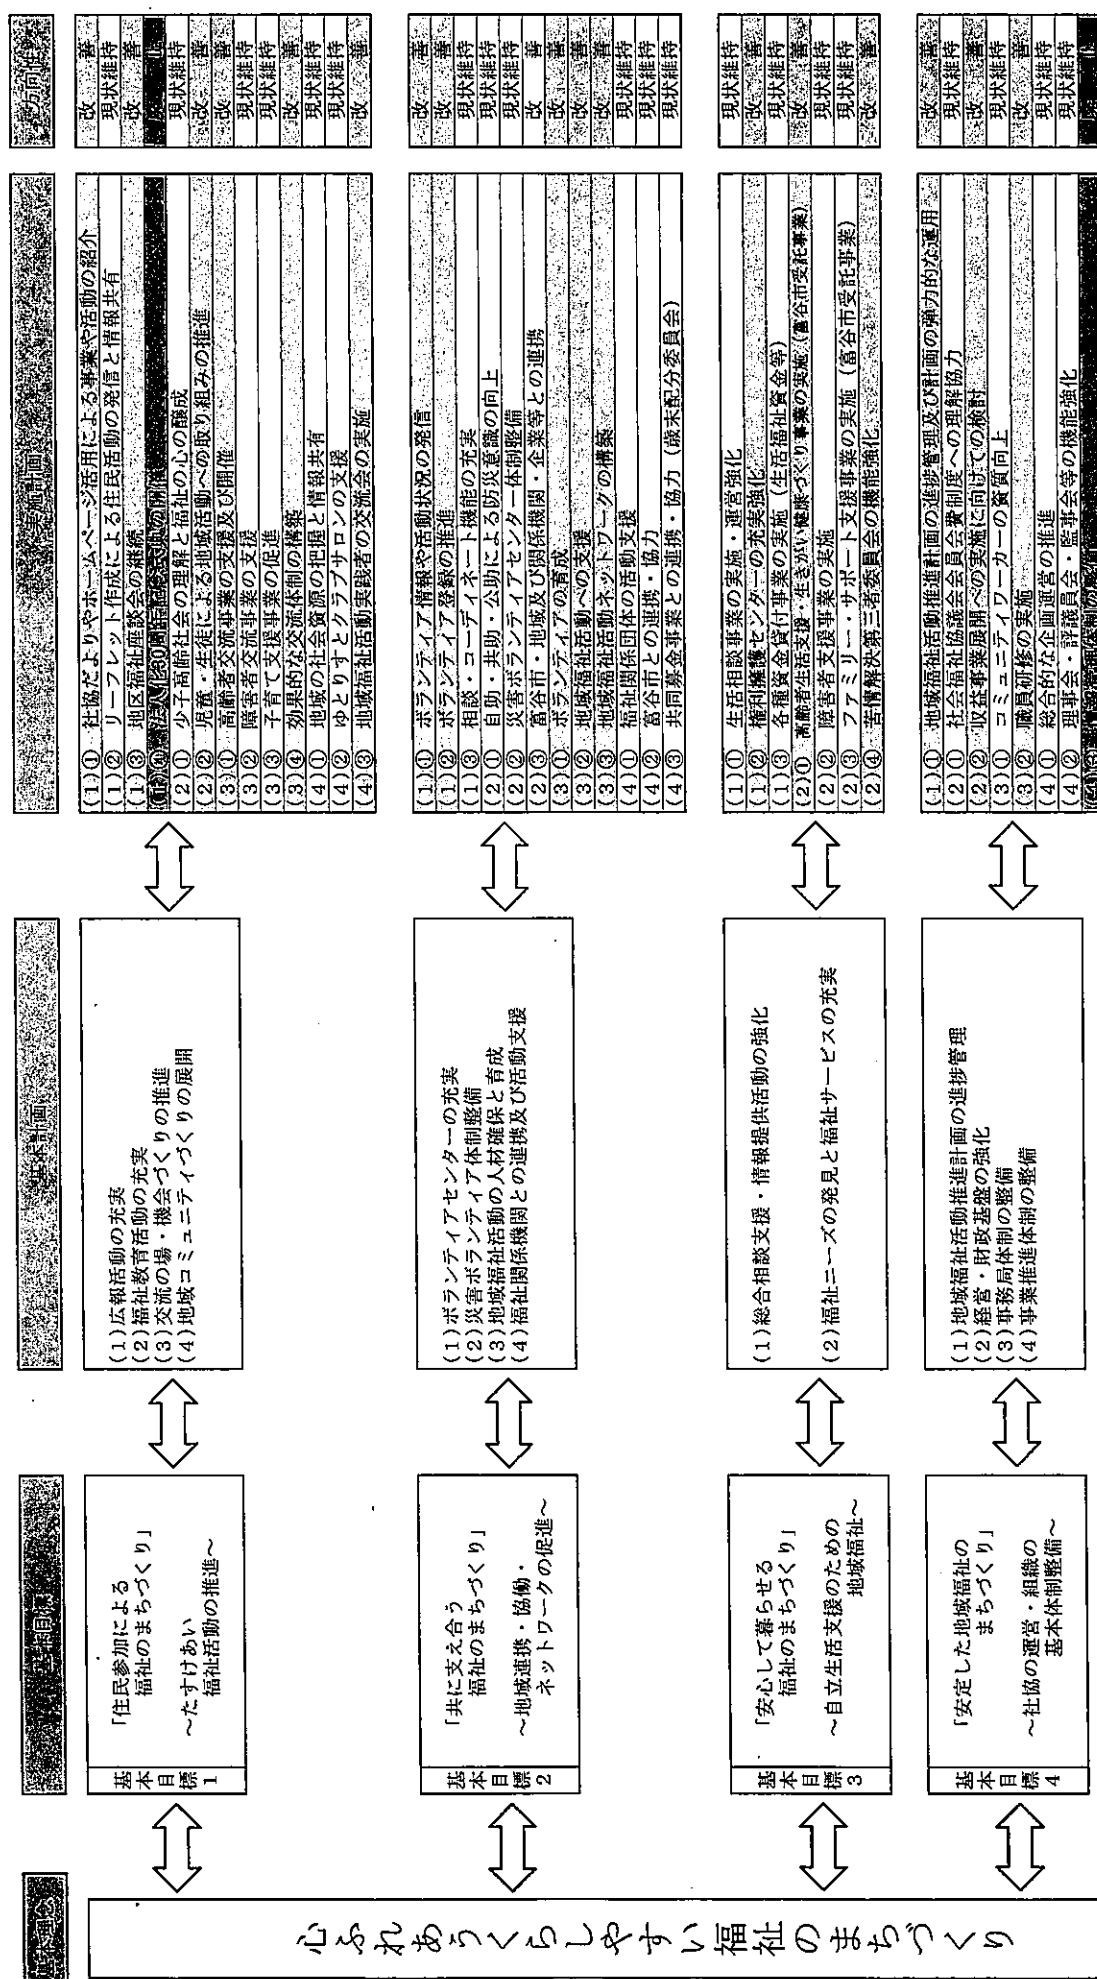 基本理念
心ふれあうくらしやすい福祉のまちづくり
基本目標
基本目標1
「住民参加による
福祉のまちづくり」
～たすけあい
福祉活動の推進～
基本目標2
「共に支え合う
福祉のまちづくり」
～地域連携・協働・
ネットワークの促進～
基本目標3
「安心して暮らせる
福祉のまちづくり」
～自立生活支援のための
地域福祉～
基本目標4
「安定した地域福祉の
まちづくり」
～社協の運営・組織の
基本体制整備～
基本計画
(1)広報活動の充実
(2)福祉教育活動の充実
(3)交流の場・機会づくりの推進
(4)地域コミュニティづくりの展開
(1)ボランティアセンターの充実
(2)災害ボランティア体制整備
(3)地域福祉活動の人材確保と育成
(4)福祉関係機関との連携及び活動支援
(1)総合相談支援・情報提供活動の強化
(2)福祉ニーズの発見と福祉サービスの充実
(1)地域福祉活動推進計画の進捗管理
(2)経営・財政基盤の強化
(3)事務局体制の整備
(4)事業推進体制の整備
実施計画
方向性
(1)① 社協だよりやホームページ活用による事業や活動の紹介 改善
(1)② リーフレット作成による住民活動の発信と情報共有 現状維持
(1)③ 地区福祉座談会の継続 改善
(2)① 少子高齢社会の理解と福祉の心の醸成 現状維持
(2)② 児童・生徒による地域活動への取り組みの推進 改善
(3)① 高齢者交流事業の支援及び開催 改善
(3)② 障害者交流事業の支援 現状維持
(3)③ 子育て支援事業の促進 現状維持
(3)④ 効果的な交流体制の構築 改善
(4)① 地域の社会資源の把握と情報共有 現状維持
(4)② ゆとりすとクラブサロンの支援 現状維持
(4)③ 地域福祉活動実践者の交流会の実施 改善
(1)① ボランティア情報や活動状況の発信 改善
(1)② ボランティア登録の推進 改善
(1)③ 相談・コーディネート機能の充実 現状維持
(2)① 自助・共助・公助による防災意識の向上 現状維持
(2)② 災害ボランティアセンター体制整備 現状維持
(2)③ 富谷市・地域及び関係機関・企業等との連携 改善
(3)① ボランティアの育成 改善
(3)② 地域福祉活動への支援 改善
(3)③ 地域福祉活動ネットワークの構築 改善
(4)① 福祉関係団体の活動支援 現状維持
(4)② 富谷市との連携・協力 現状維持
(4)③ 共同募金事業との連携・協力（歳末配分委員会） 現状維持
(1)① 生活相談事業の実施・運営強化 現状維持
(1)② 権利擁護センターの充実強化 改善
(1)③ 各種資金貸付事業の実施（生活福祉資金等） 現状維持
(2)① 高齢者生活支援・生きがい健康づくり事業の実施（富谷市受託事業） 改善
(2)② 障害者支援事業の実施 現状維持
(2)③ ファミリー・サポート支援事業の実施（富谷市受託事業） 現状維持
(2)④ 苦情解決第三者委員会の機能強化 改善
(1)① 地域福祉活動推進計画の進捗管理及び計画の弾力的な運用 改善
(2)① 社会福祉協議会会員会費制度への理解協力 現状維持
(2)② 収益事業展開への実施に向けての検討 改善
(3)① コミュニティワーカーの資質向上 現状維持
(3)② 職員研修の実施 改善
(4)① 総合的な企画運営の推進 現状維持
(4)② 理事会・評議員会・監事会等の機能強化 現状維持